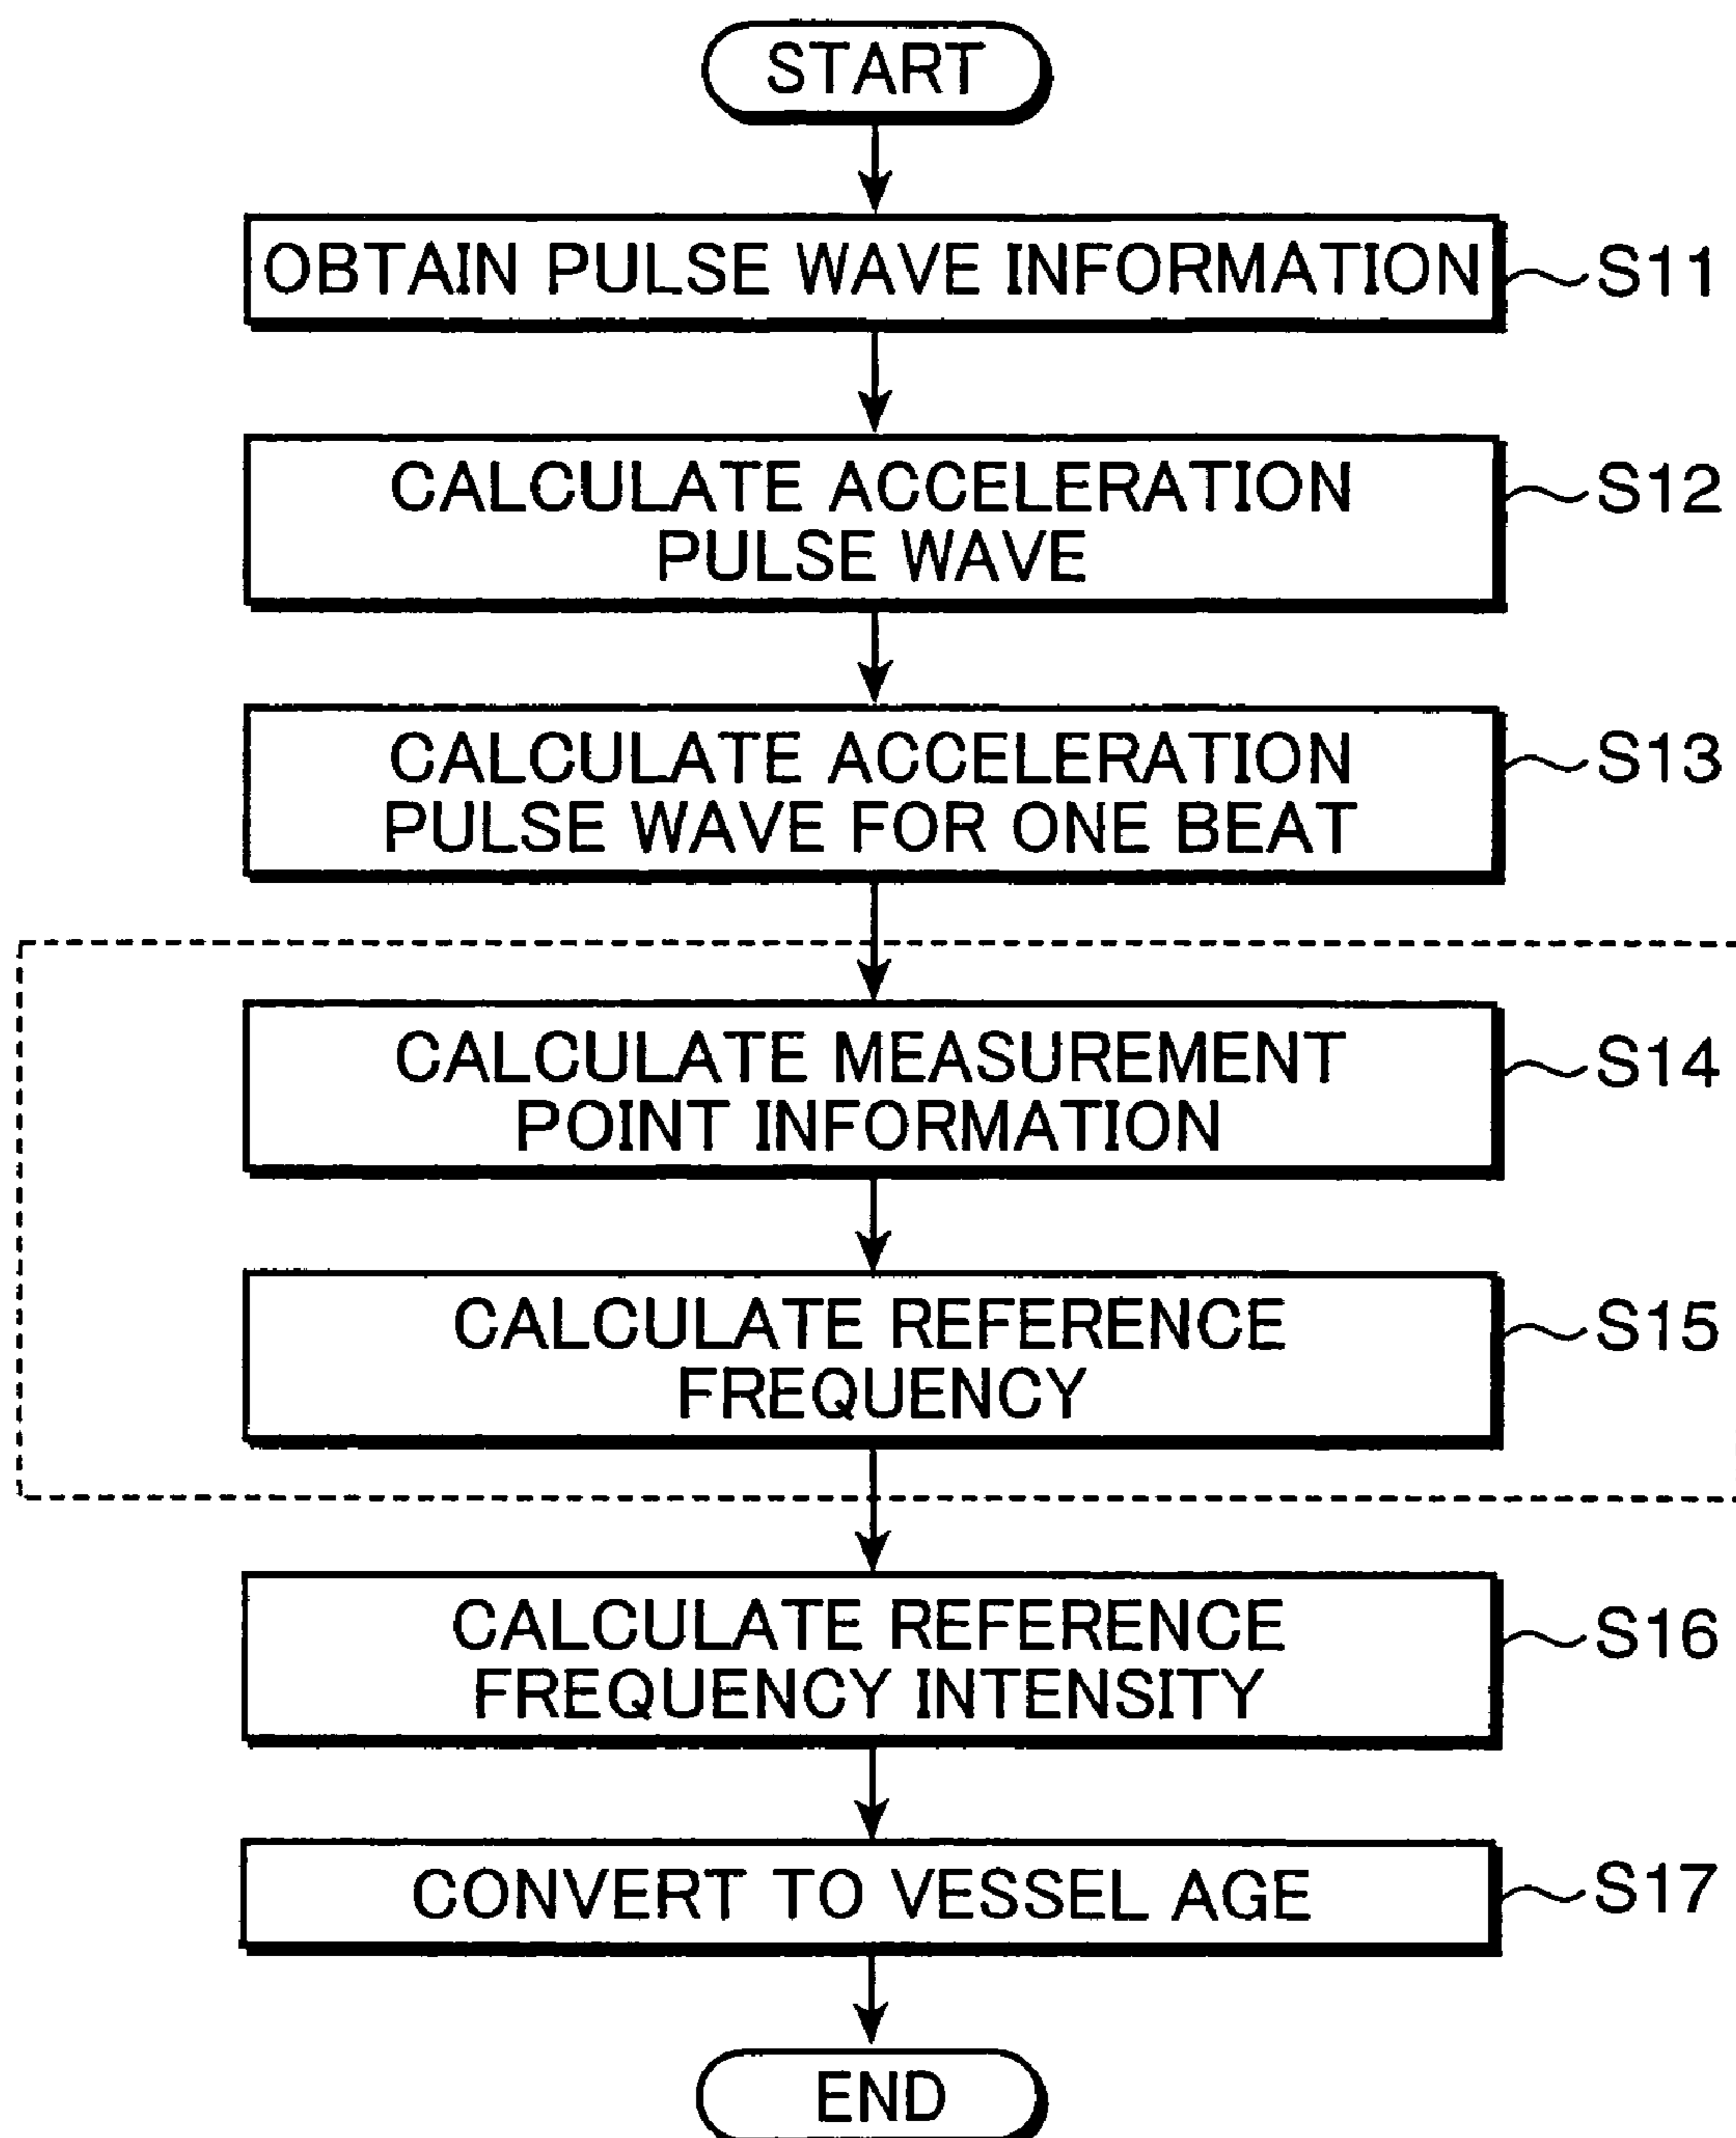 START
OBTAIN PULSE WAVE INFORMATION
S11
CALCULATE ACCELERATION
PULSE WAVE
S12
CALCULATE ACCELERATION
PULSE WAVE FOR ONE BEAT
S13
CALCULATE MEASUREMENT
POINT INFORMATION
S14
CALCULATE REFERENCE
FREQUENCY
S15
CALCULATE REFERENCE
FREQUENCY INTENSITY
S16
CONVERT TO VESSEL AGE
S17
END